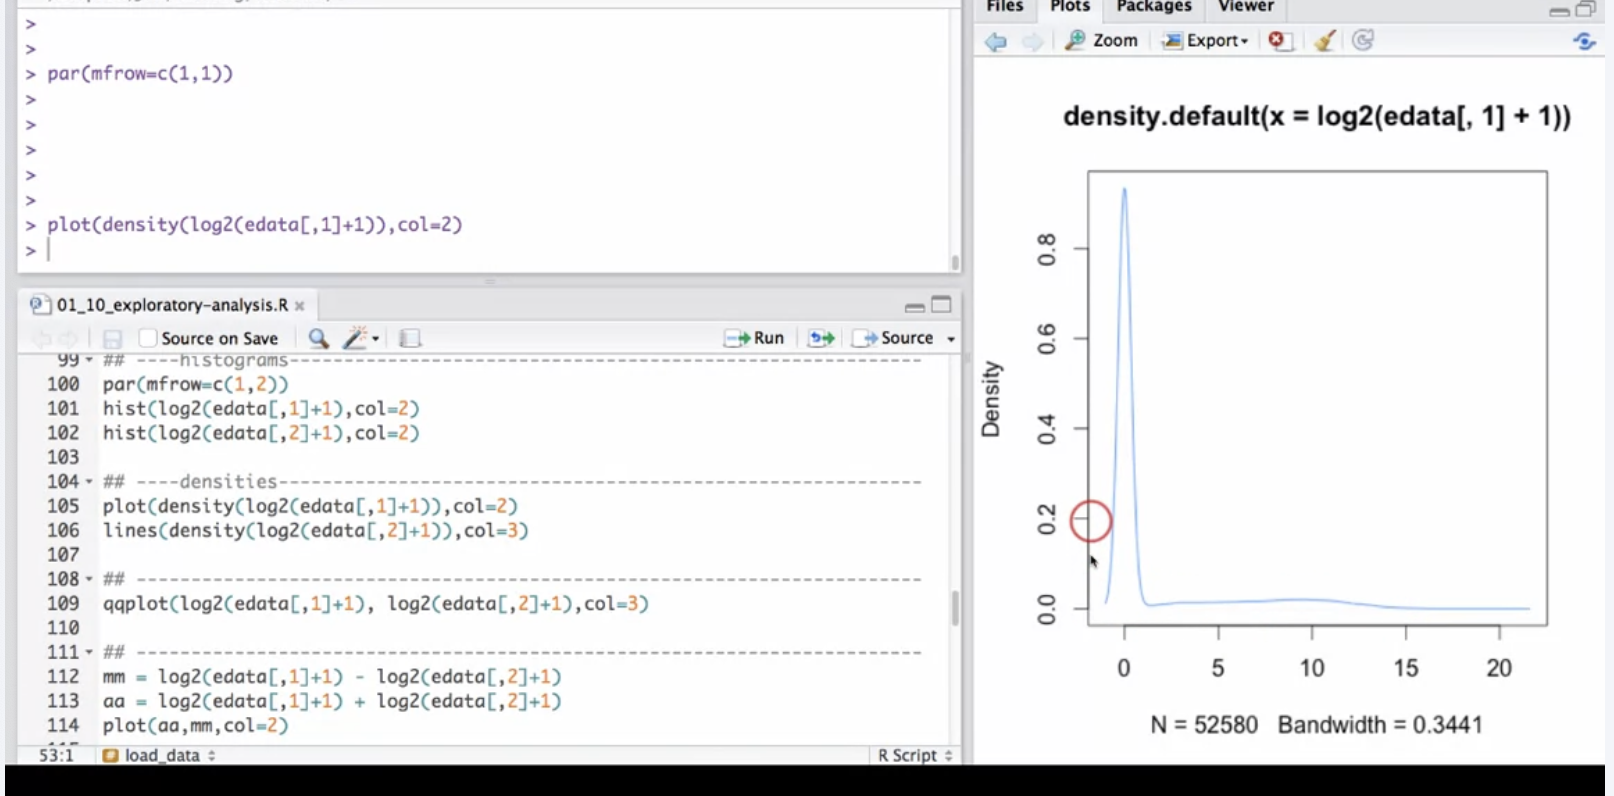 >
>
> par(mfrow=c(1,1))
>
>
>
>
>
> plot(density(log2(edata[,1]+1)),col=2)
>
01_10_exploratory-analysis.R
Source on Save
Run
Source
99 ## ----histograms-----------------------------------------------------------
100 par(mfrow=c(1,2))
101 hist(log2(edata[,1]+1),col=2)
102 hist(log2(edata[,2]+1),col=2)
103
104 ## ----densities------------------------------------------------------------
105 plot(density(log2(edata[,1]+1)),col=2)
106 lines(density(log2(edata[,2]+1)),col=3)
107
108 ## ------------------------------------------------------------------------
109 qqplot(log2(edata[,1]+1), log2(edata[,2]+1),col=3)
110
111 ## ------------------------------------------------------------------------
112 mm = log2(edata[,1]+1) - log2(edata[,2]+1)
113 aa = log2(edata[,1]+1) + log2(edata[,2]+1)
114 plot(aa,mm,col=2)
53:1
load_data
R Script
Files Plots Packages Viewer
Zoom Export
density.default(x = log2(edata[, 1] + 1))
Density
0.8
0.6
0.4
0.2
0.0
0 5 10 15 20
N = 52580 Bandwidth = 0.3441